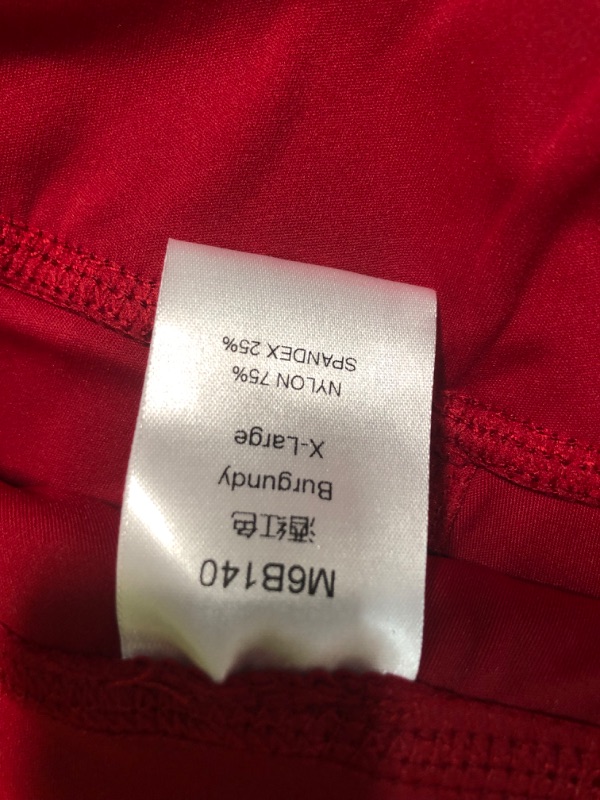 M6B140
酒红色
Burgundy
X-Large
NYLON 75%
SPANDEX 25%